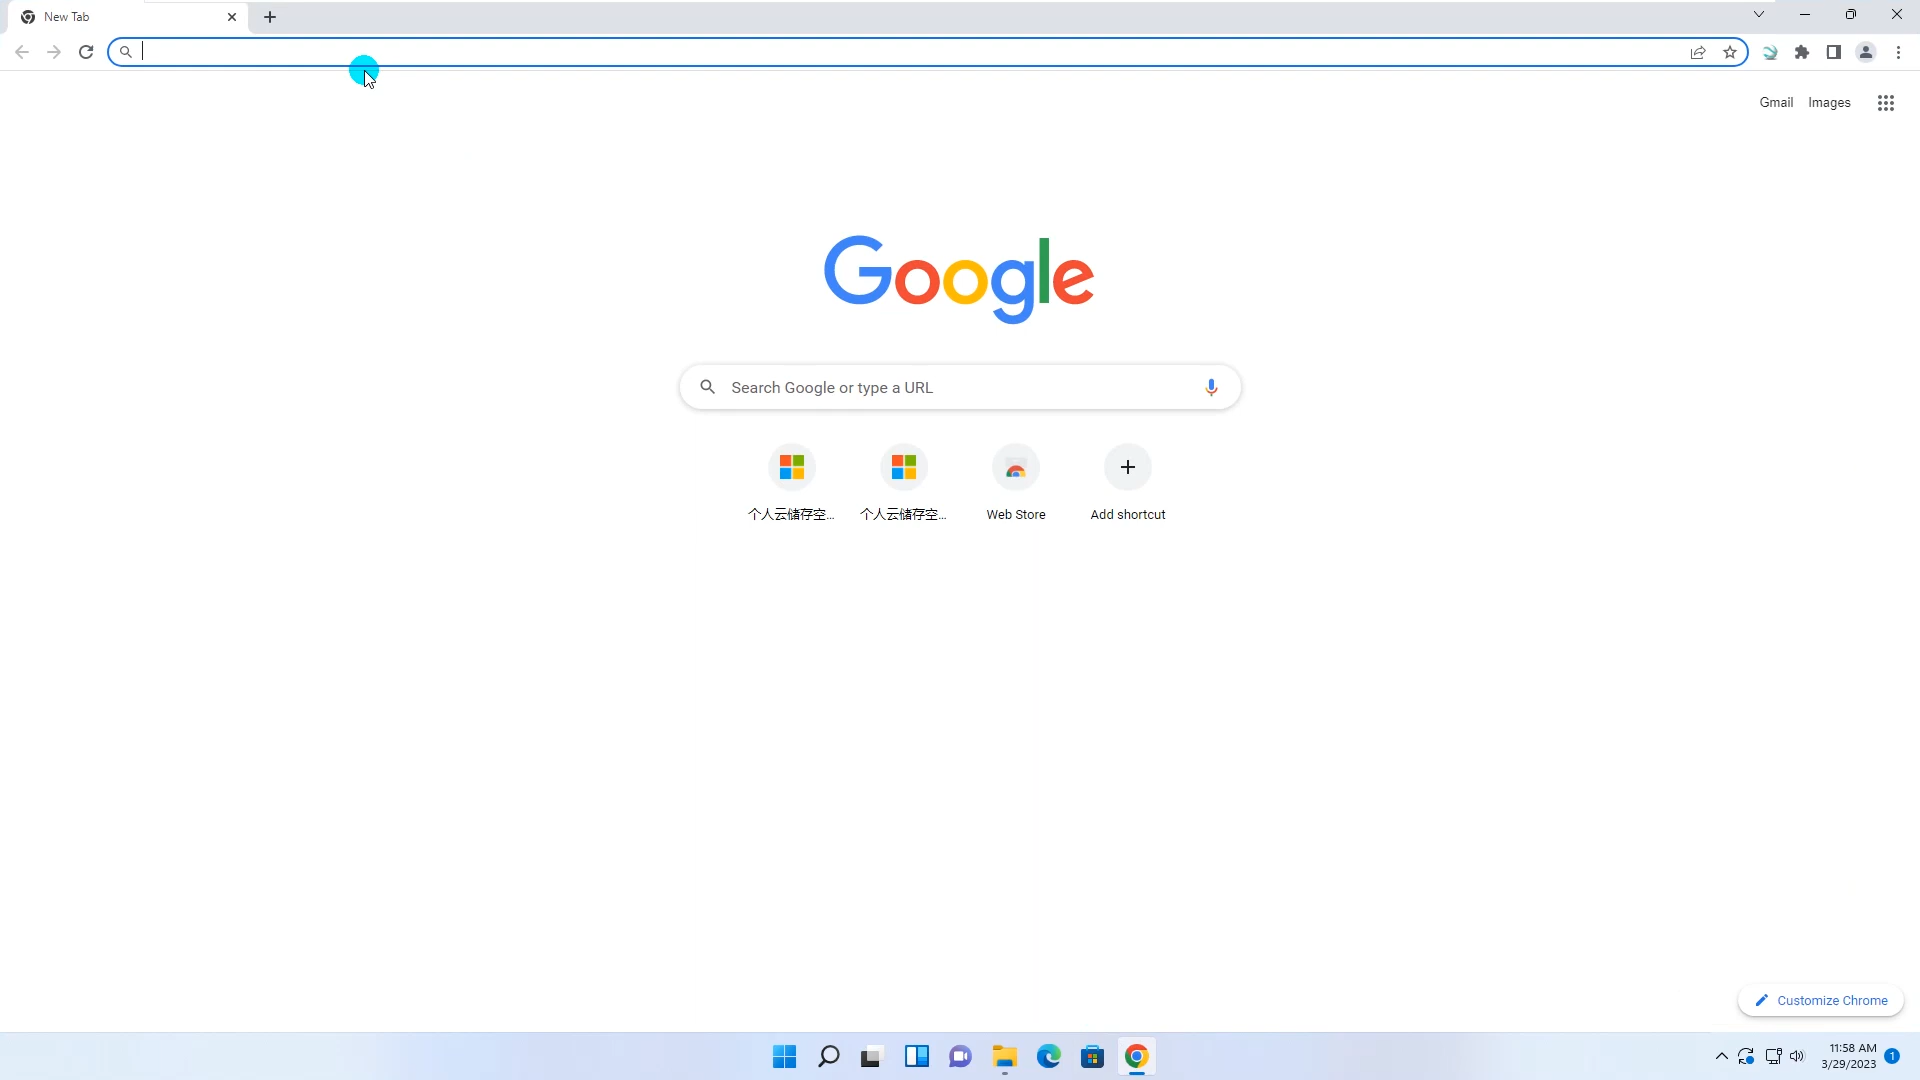 New Tab
Gmail Images
Google
Search Google or type a URL
个人云储存空... 个人云储存空... Web Store Add shortcut
Customize Chrome
11:58 AM
3/29/2023
1